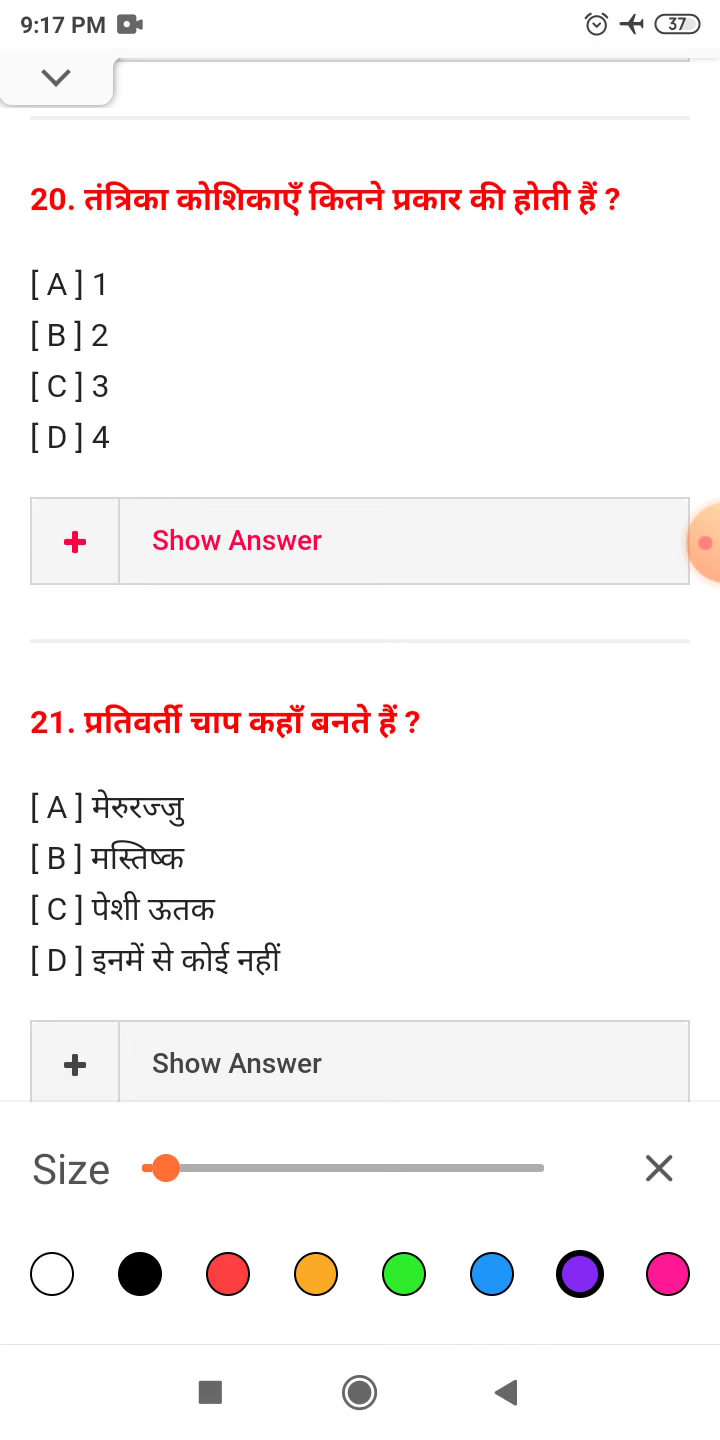 9:17 PM
37
20. तंत्रिका कोशिकाएँ कितने प्रकार की होती हैं ?
[ A ] 1
[ B ] 2
[ C ] 3
[ D ] 4
+ Show Answer
21. प्रतिवर्ती चाप कहाँ बनते हैं ?
[ A ] मेरुरज्जु
[ B ] मस्तिष्क
[ C ] पेशी ऊतक
[ D ] इनमें से कोई नहीं
+ Show Answer
Size